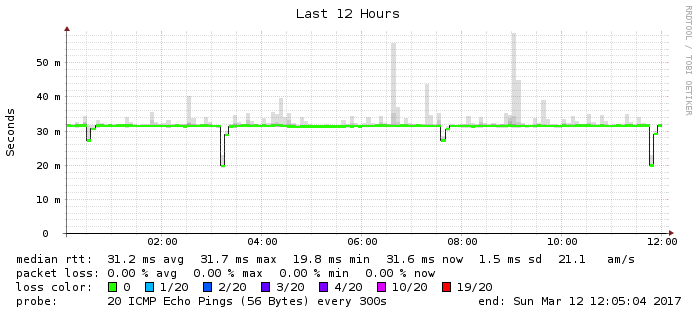 Last 12 Hours
RRDTOOL / TOBI OETIKER
Seconds
50 m
40 m
30 m
20 m
10 m
0
02:00 04:00 06:00 08:00 10:00 12:00
median rtt: 31.2 ms avg 31.7 ms max 19.8 ms min 31.6 ms now 1.5 ms sd 21.1 am/s
packet loss: 0.00 % avg 0.00 % max 0.00 % min 0.00 % now
loss color: 0 1/20 2/20 3/20 4/20 10/20 19/20
probe: 20 ICMP Echo Pings (56 Bytes) every 300s end: Sun Mar 12 12:05:04 2017